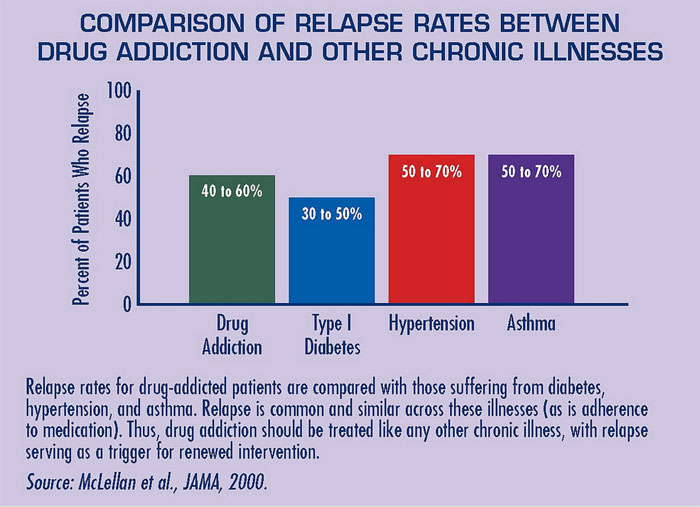 COMPARISON OF RELAPSE RATES BETWEEN
DRUG ADDICTION AND OTHER CHRONIC ILLNESSES
Percent of Patients Who Relapse
100
80
60
40
20
0
40 to 60%
30 to 50%
50 to 70%
50 to 70%
Drug
Addiction
Type I
Diabetes
Hypertension
Asthma
Relapse rates for drug-addicted patients are compared with those suffering from diabetes,
hypertension, and asthma. Relapse is common and similar across these illnesses (as is adherence
to medication). Thus, drug addiction should be treated like any other chronic illness, with relapse
serving as a trigger for renewed intervention.
Source: McLellan et al., JAMA, 2000.